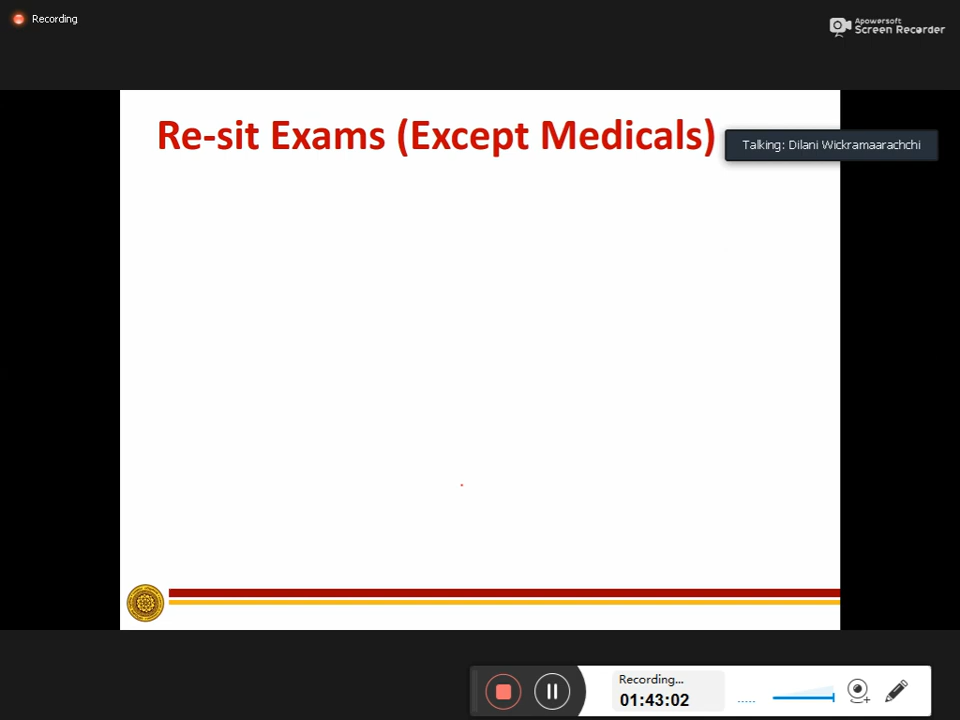 Recording
Apowersoft
Screen Recorder
Re-sit Exams (Except Medicals)
Talking: Dilani Wickramaarachchi
Recording...
01:43:02